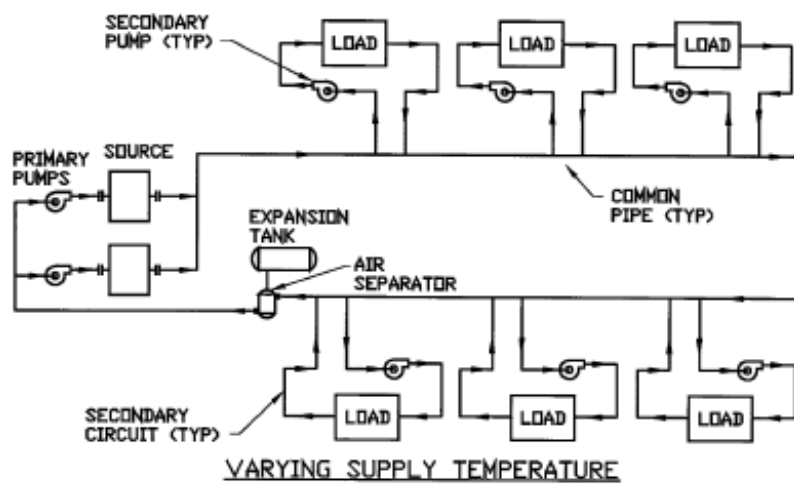 SECONDARY
PUMP (TYP)
LOAD
LOAD
LOAD
PRIMARY
PUMPS
SOURCE
COMMON
PIPE (TYP)
EXPANSION
TANK
AIR
SEPARATOR
LOAD
LOAD
LOAD
SECONDARY
CIRCUIT (TYP)
VARYING SUPPLY TEMPERATURE